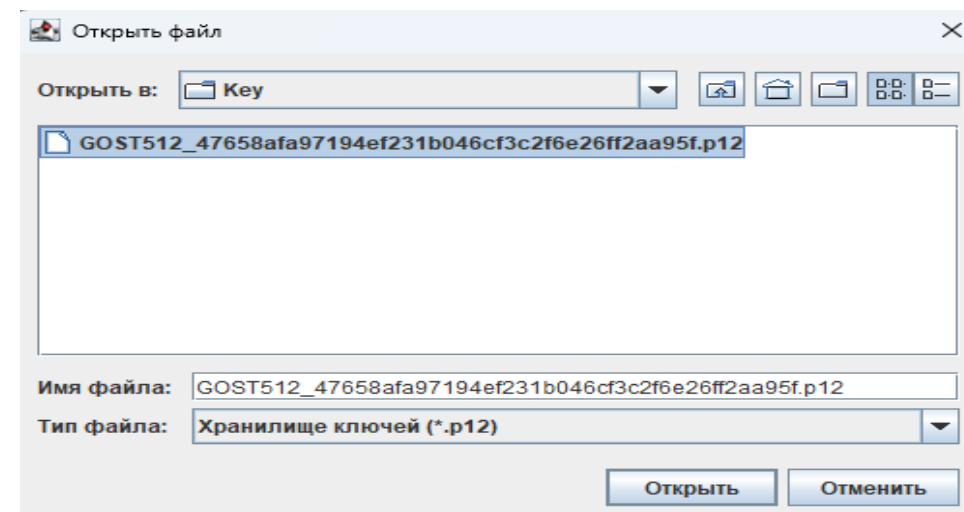 Открыть файл
Открыть в: Key
GOST512_47658afa97194ef231b046cf3c2f6e26ff2aa95f.p12
Имя файла: GOST512_47658afa97194ef231b046cf3c2f6e26ff2aa95f.p12
Тип файла: Хранилище ключей (*.p12)
Открыть Отменить